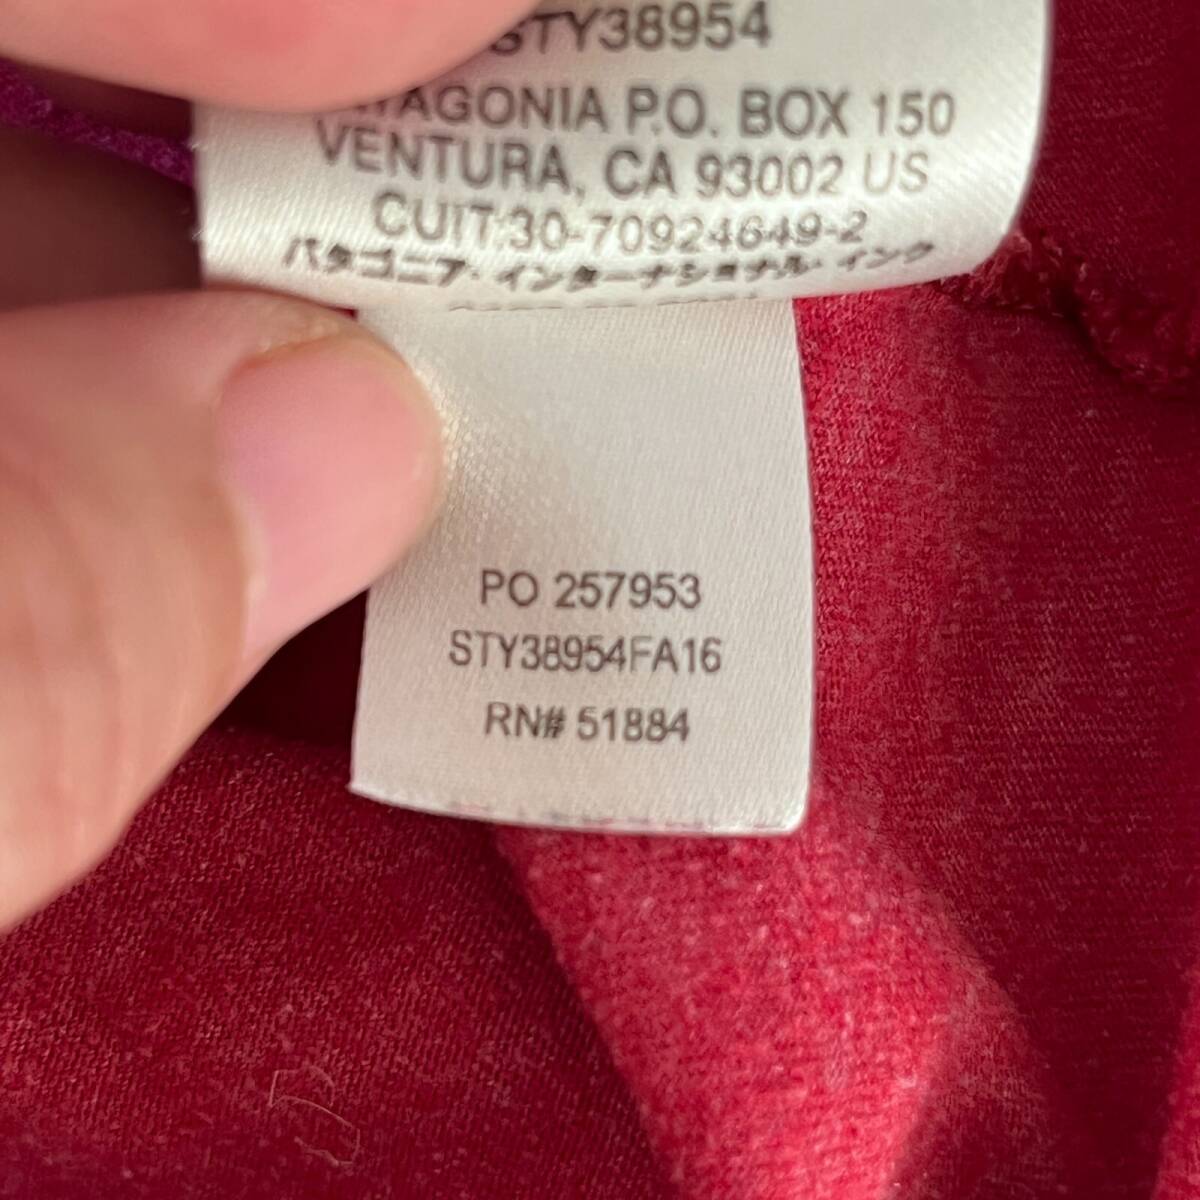 STY38954
PATAGONIA P.O. BOX 150
VENTURA, CA 93002 US
CUIT:30-70924649-2
パタゴニア・インターナショナル・インク
PO 257953
STY38954FA16
RN# 51884